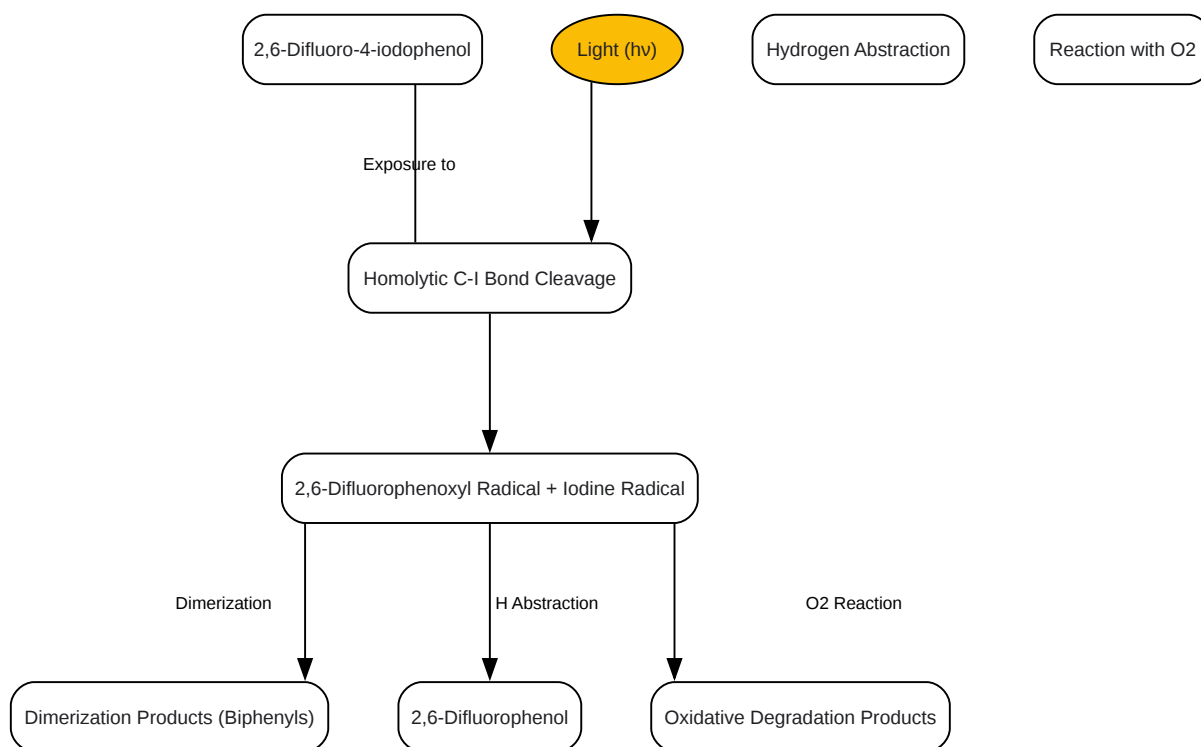 2,6-Difluoro-4-iodophenol
Light (hν)
Hydrogen Abstraction
Reaction with O2
Exposure to
Homolytic C-I Bond Cleavage
2,6-Difluorophenoxyl Radical + Iodine Radical
Dimerization
H Abstraction
O2 Reaction
Dimerization Products (Biphenyls)
2,6-Difluorophenol
Oxidative Degradation Products